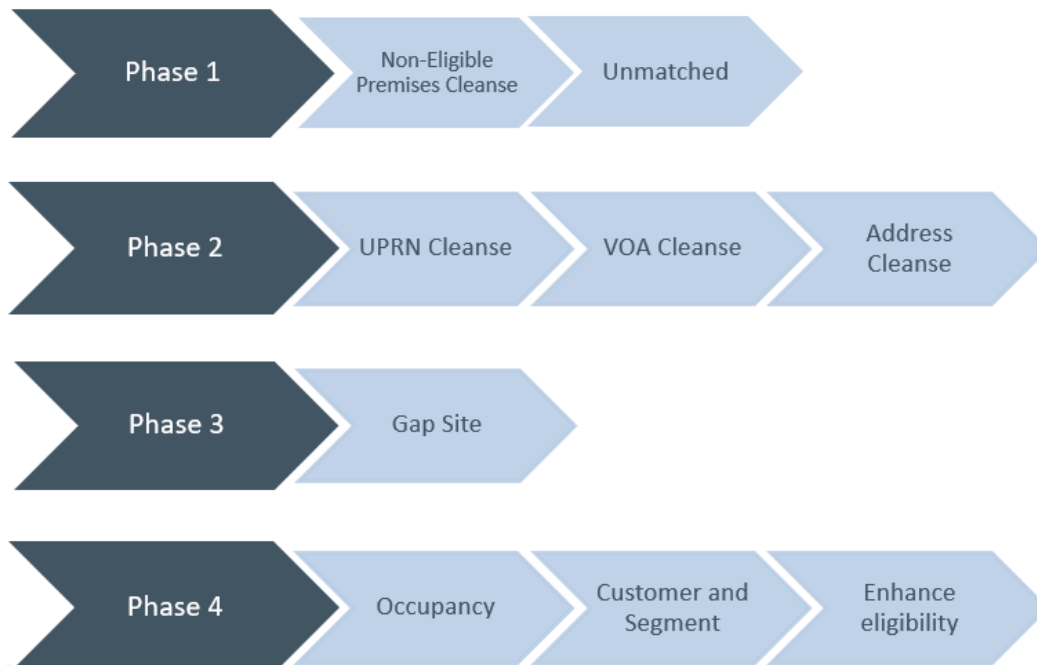 Phase 1
Non-Eligible
Premises Cleanse
Unmatched
Phase 2
UPRN Cleanse
VOA Cleanse
Address
Cleanse
Phase 3
Gap Site
Phase 4
Occupancy
Customer and
Segment
Enhance
eligibility